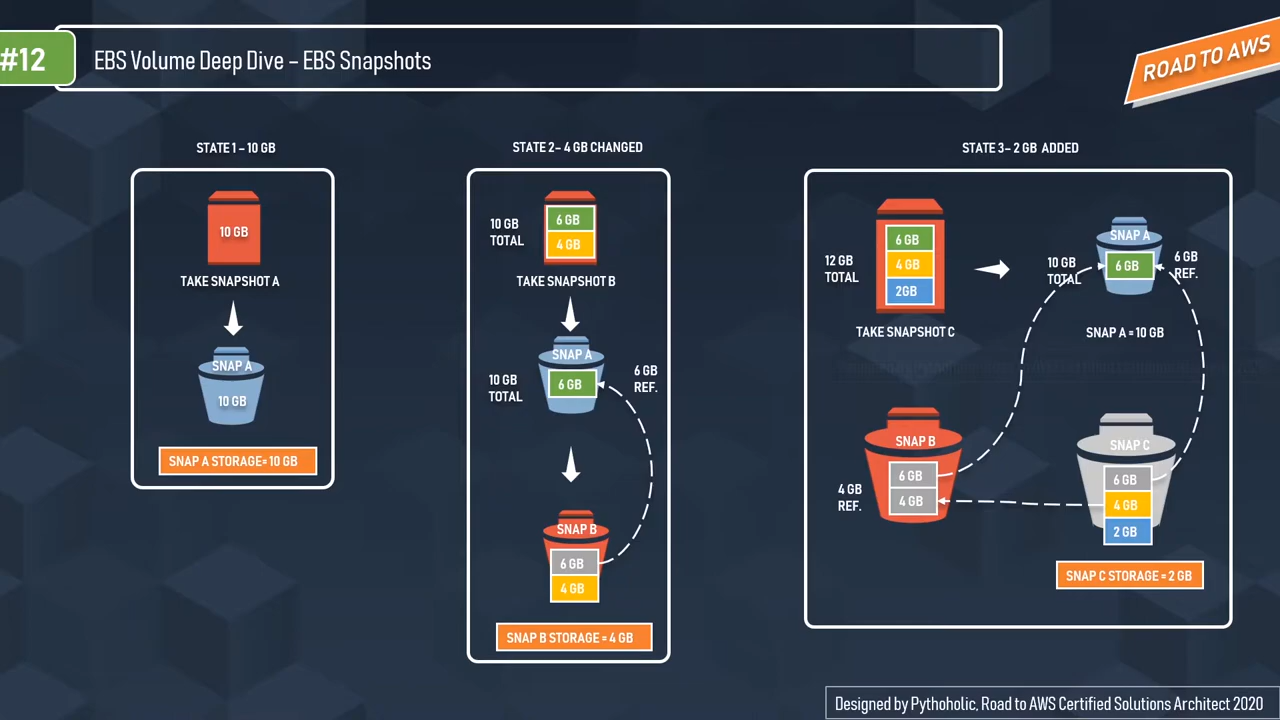 #12
EBS Volume Deep Dive – EBS Snapshots
ROAD TO AWS
STATE 1 – 10 GB
10 GB
TAKE SNAPSHOT A
SNAP A
10 GB
SNAP A STORAGE= 10 GB
STATE 2– 4 GB CHANGED
10 GB
TOTAL
6 GB
4 GB
TAKE SNAPSHOT B
SNAP A
10 GB
TOTAL
6 GB
6 GB
REF.
SNAP B
6 GB
4 GB
SNAP B STORAGE = 4 GB
STATE 3– 2 GB ADDED
12 GB
TOTAL
6 GB
4 GB
2GB
TAKE SNAPSHOT C
10 GB
TOTAL
SNAP A
6 GB
6 GB
REF.
SNAP A = 10 GB
SNAP B
6 GB
4 GB
4 GB
REF.
SNAP C
6 GB
4 GB
2 GB
SNAP C STORAGE = 2 GB
Designed by Pythoholic, Road to AWS Certified Solutions Architect 2020